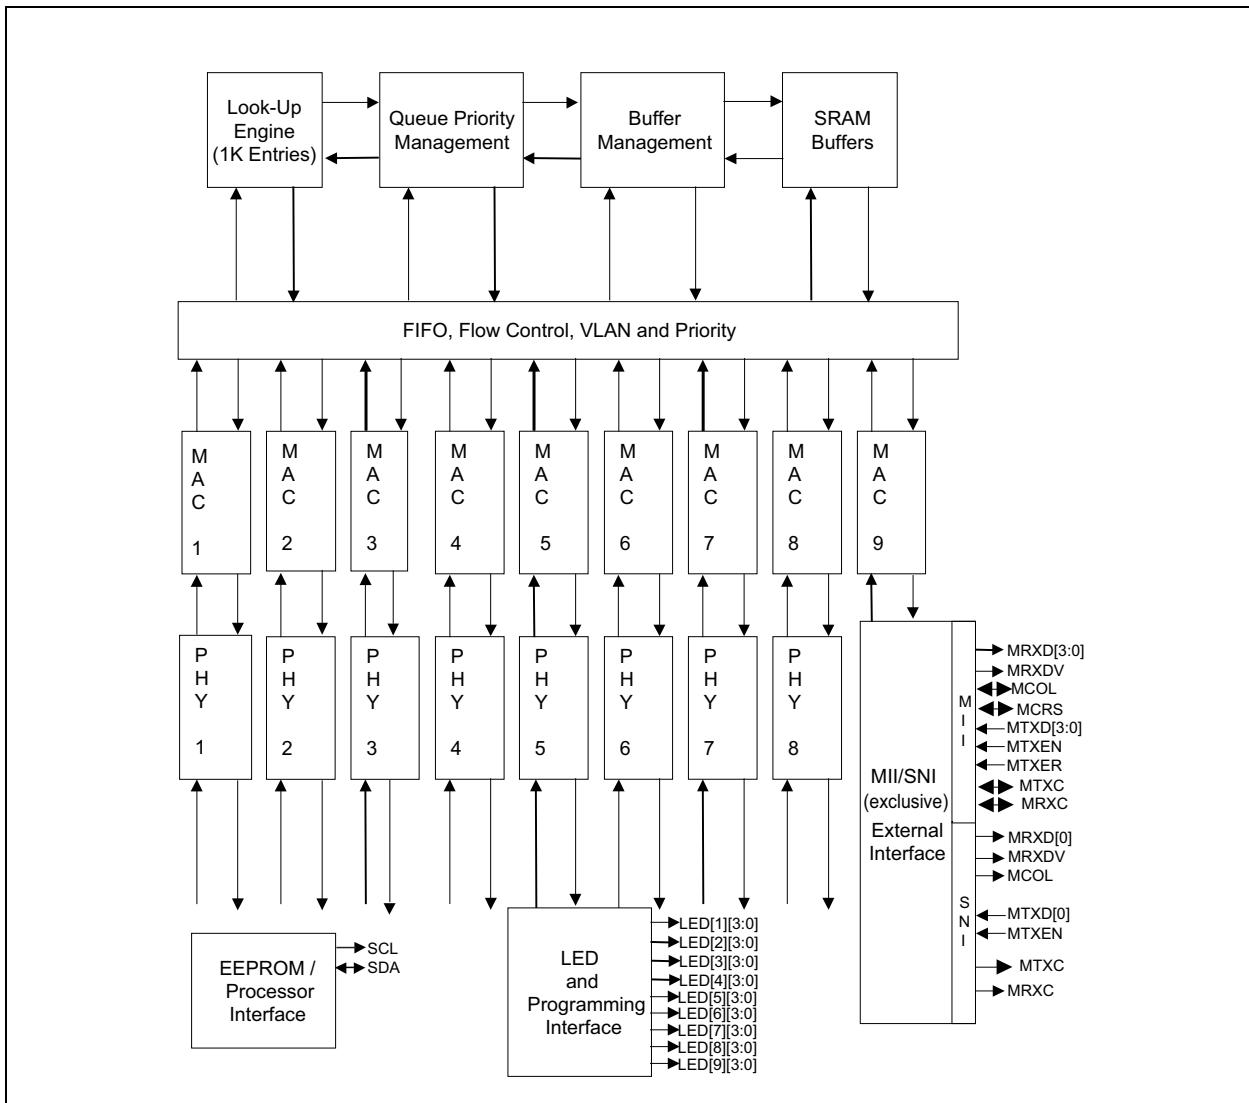 Look-Up
Engine
(1K Entries)
Queue Priority
Management
Buffer
Management
SRAM
Buffers
FIFO, Flow Control, VLAN and Priority
M
A
C
1
M
A
C
2
M
A
C
3
M
A
C
4
M
A
C
5
M
A
C
6
M
A
C
7
M
A
C
8
M
A
C
9
P
H
Y
1
P
H
Y
2
P
H
Y
3
P
H
Y
4
P
H
Y
5
P
H
Y
6
P
H
Y
7
P
H
Y
8
MII/SNI
(exclusive)
External
Interface
M
I
I
S
N
I
MRXD[3:0]
MRXDV
MCOL
MCRS
MTXD[3:0]
MTXEN
MTXER
MTXC
MRXC
MRXD[0]
MRXDV
MCOL
MTXD[0]
MTXEN
MTXC
MRXC
EEPROM /
Processor
Interface
SCL
SDA
LED
and
Programming
Interface
LED[1][3:0]
LED[2][3:0]
LED[3][3:0]
LED[4][3:0]
LED[5][3:0]
LED[6][3:0]
LED[7][3:0]
LED[8][3:0]
LED[9][3:0]